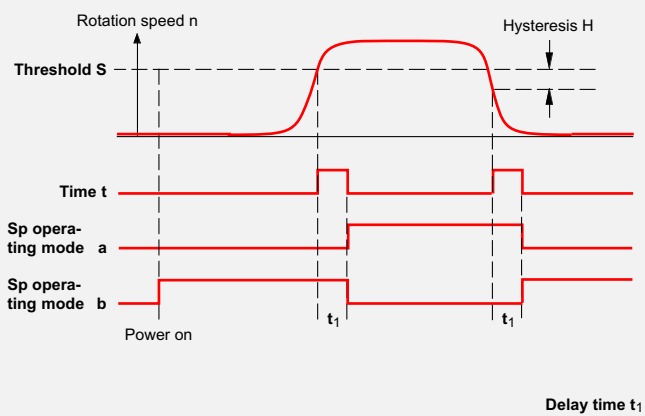 Rotation speed n
Hysteresis H
Threshold S
Time t
Sp opera-
ting mode a
Sp opera-
ting mode b
t1
t1
Power on
Delay time t1